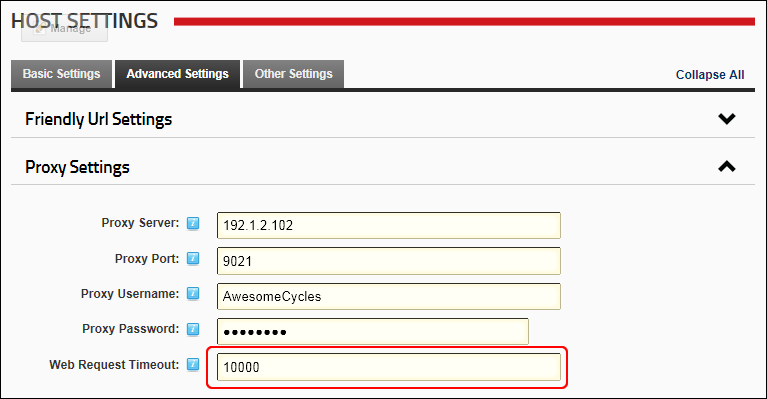 HOST SETTINGS
Manage
Basic Settings Advanced Settings Other Settings Collapse All
Friendly Url Settings
Proxy Settings
Proxy Server: 192.1.2.102
Proxy Port: 9021
Proxy Username: AwesomeCycles
Proxy Password: ••••••••
Web Request Timeout: 10000